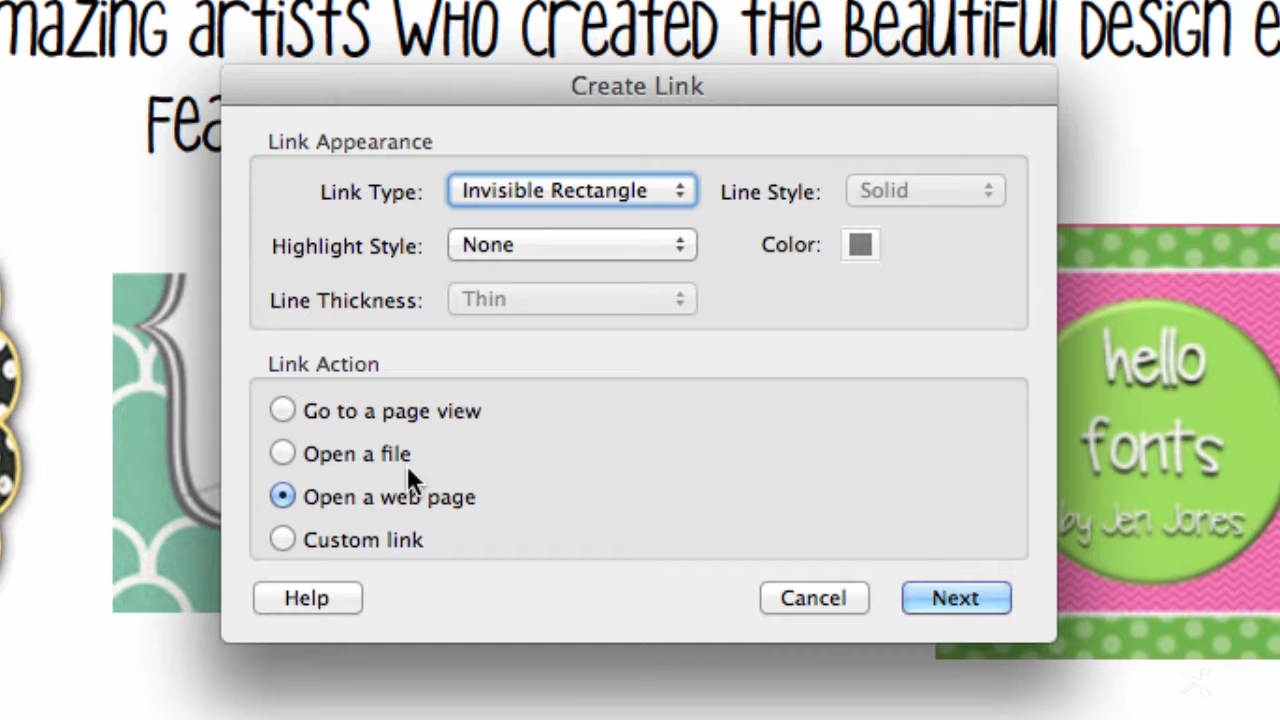 mazing artists who created the beautiful design e
Fea
Create Link
Link Appearance
Link Type: Invisible Rectangle Line Style: Solid
Highlight Style: None Color:
Line Thickness: Thin
Link Action
Go to a page view
Open a file
Open a web page
Custom link
Help Cancel Next
hello
fonts
by Jen Jones